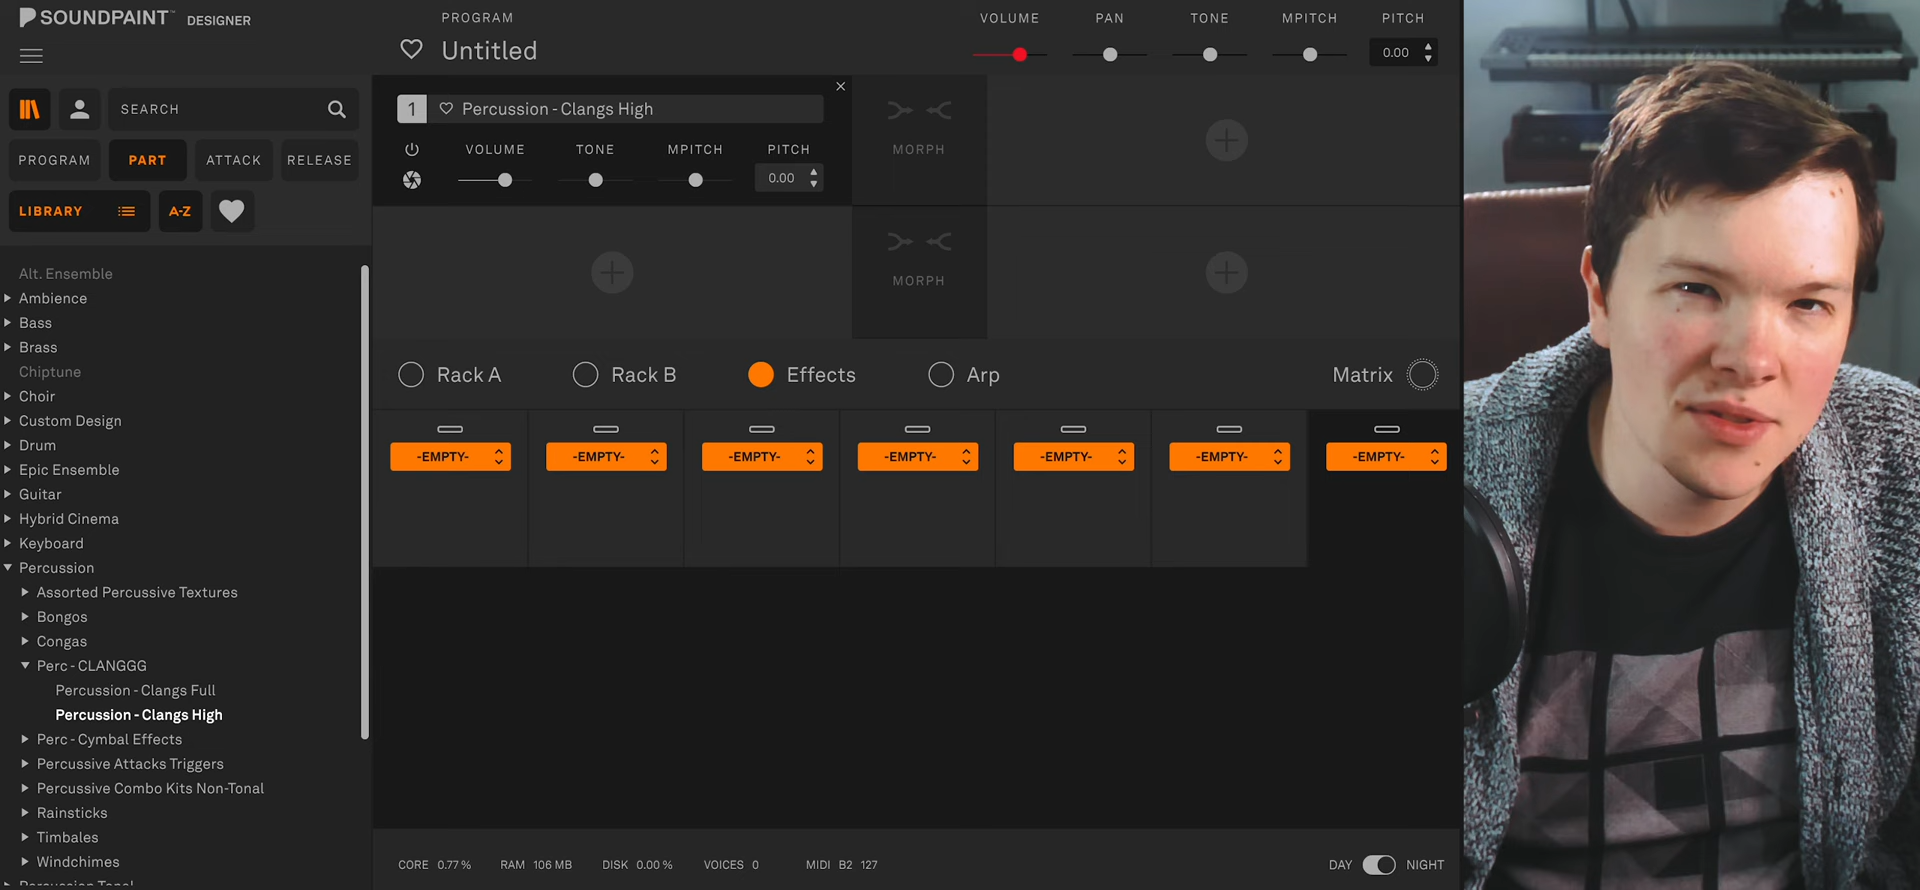 SOUNDPAINT™ DESIGNER
PROGRAM
Untitled
VOLUME PAN TONE MPITCH PITCH
0.00
SEARCH
PROGRAM PART ATTACK RELEASE
LIBRARY A-Z
Alt. Ensemble
Ambience
Bass
Brass
Chiptune
Choir
Custom Design
Drum
Epic Ensemble
Guitar
Hybrid Cinema
Keyboard
Percussion
Assorted Percussive Textures
Bongos
Congas
Perc - CLANGGG
Percussion - Clangs Full
Percussion - Clangs High
Perc - Cymbal Effects
Percussive Attacks Triggers
Percussive Combo Kits Non-Tonal
Rainsticks
Timbales
Windchimes
Percussion Tonal
1 Percussion - Clangs High
VOLUME TONE MPITCH PITCH
0.00
MORPH
MORPH
Rack A Rack B Effects Arp Matrix
-EMPTY- -EMPTY- -EMPTY- -EMPTY- -EMPTY- -EMPTY- -EMPTY-
CORE 0.77 % RAM 106 MB DISK 0.00 % VOICES 0 MIDI B2 127
DAY NIGHT